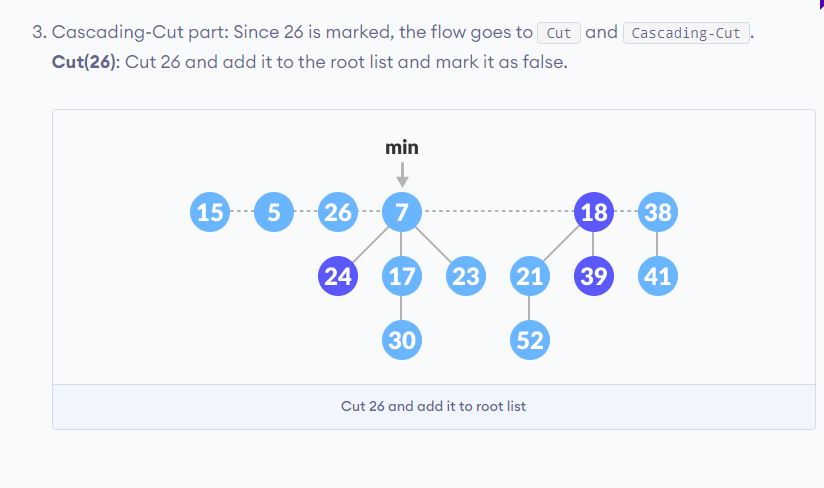 3. Cascading-Cut part: Since 26 is marked, the flow goes to Cut and Cascading-Cut.
Cut(26): Cut 26 and add it to the root list and mark it as false.
min
15 5 26 7 18 38
24 17 23 21 39 41
30 52
Cut 26 and add it to root list